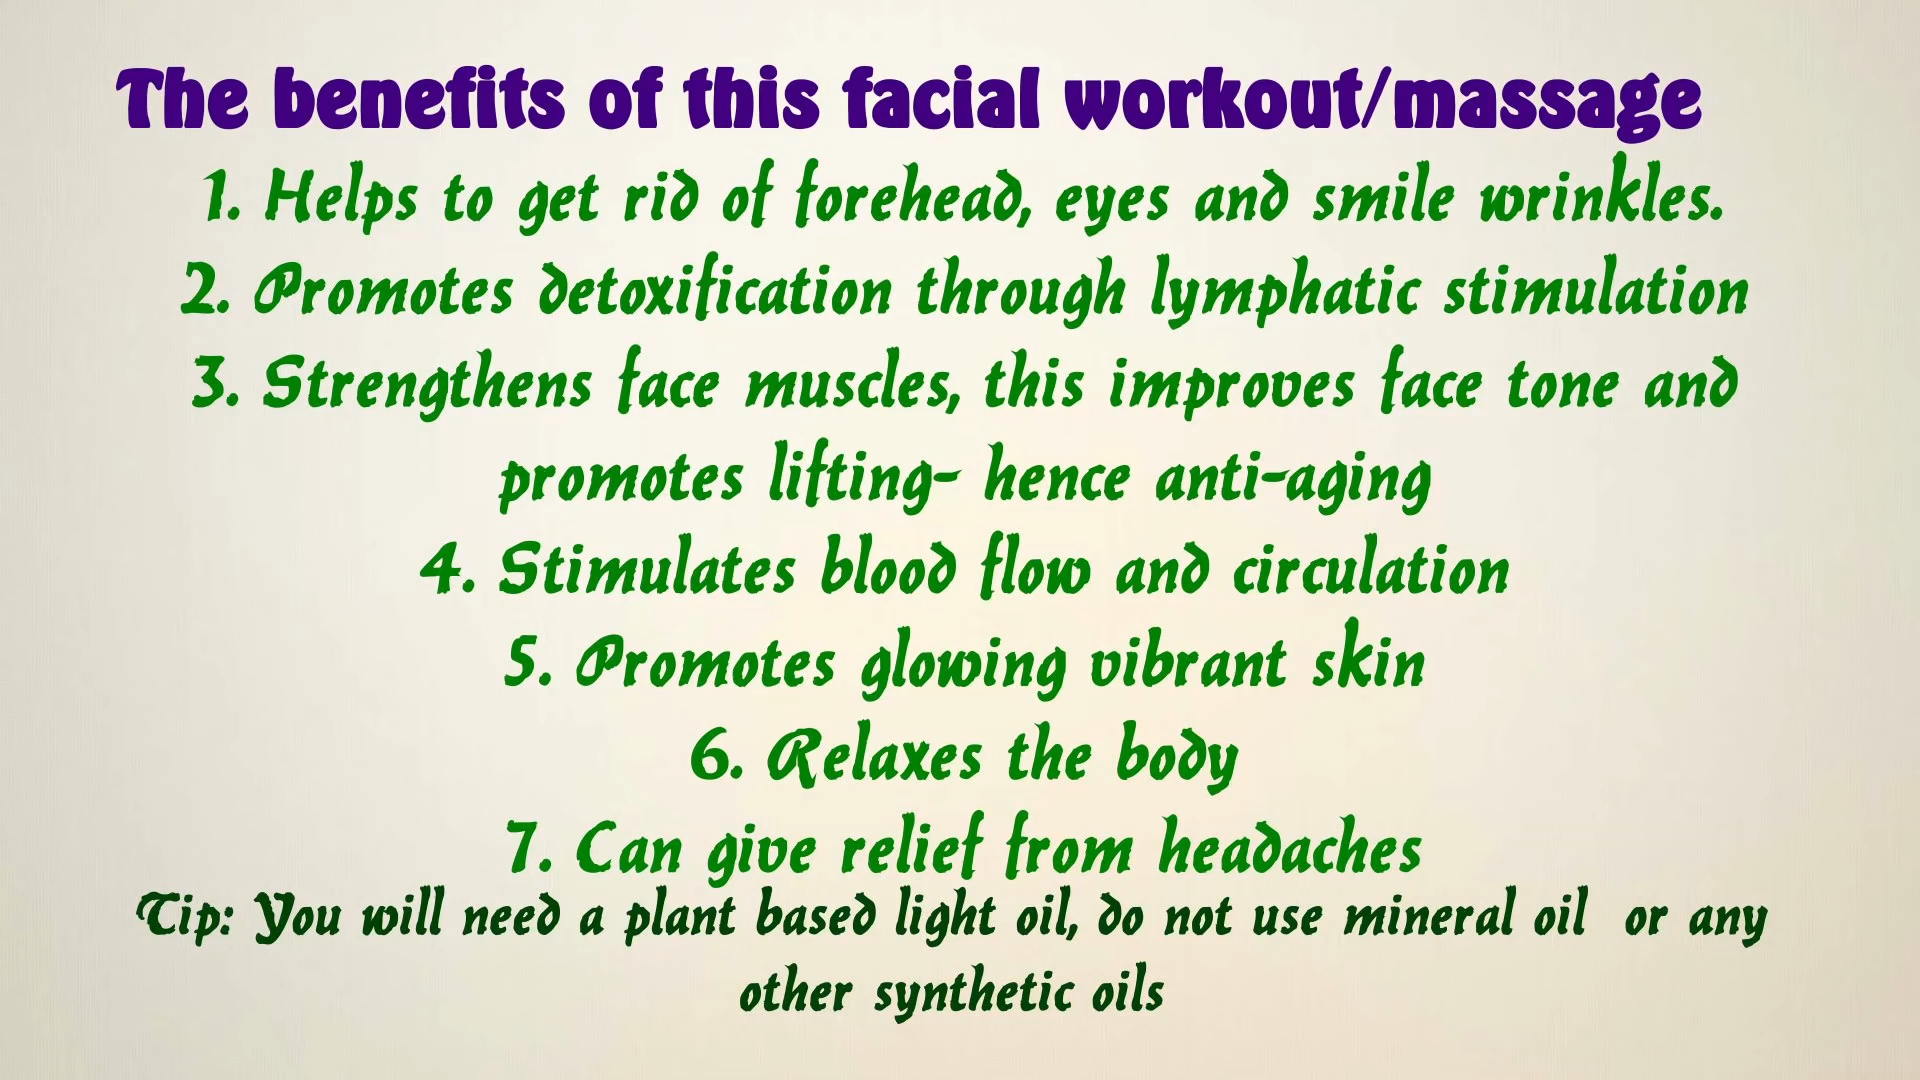 The benefits of this facial workout/massage
1. Helps to get rid of forehead, eyes and smile wrinkles.
2. Promotes detoxification through lymphatic stimulation
3. Strengthens face muscles, this improves face tone and
promotes lifting- hence anti-aging
4. Stimulates blood flow and circulation
5. Promotes glowing vibrant skin
6. Relaxes the body
7. Can give relief from headaches
Tip: You will need a plant based light oil, do not use mineral oil  or any
other synthetic oils